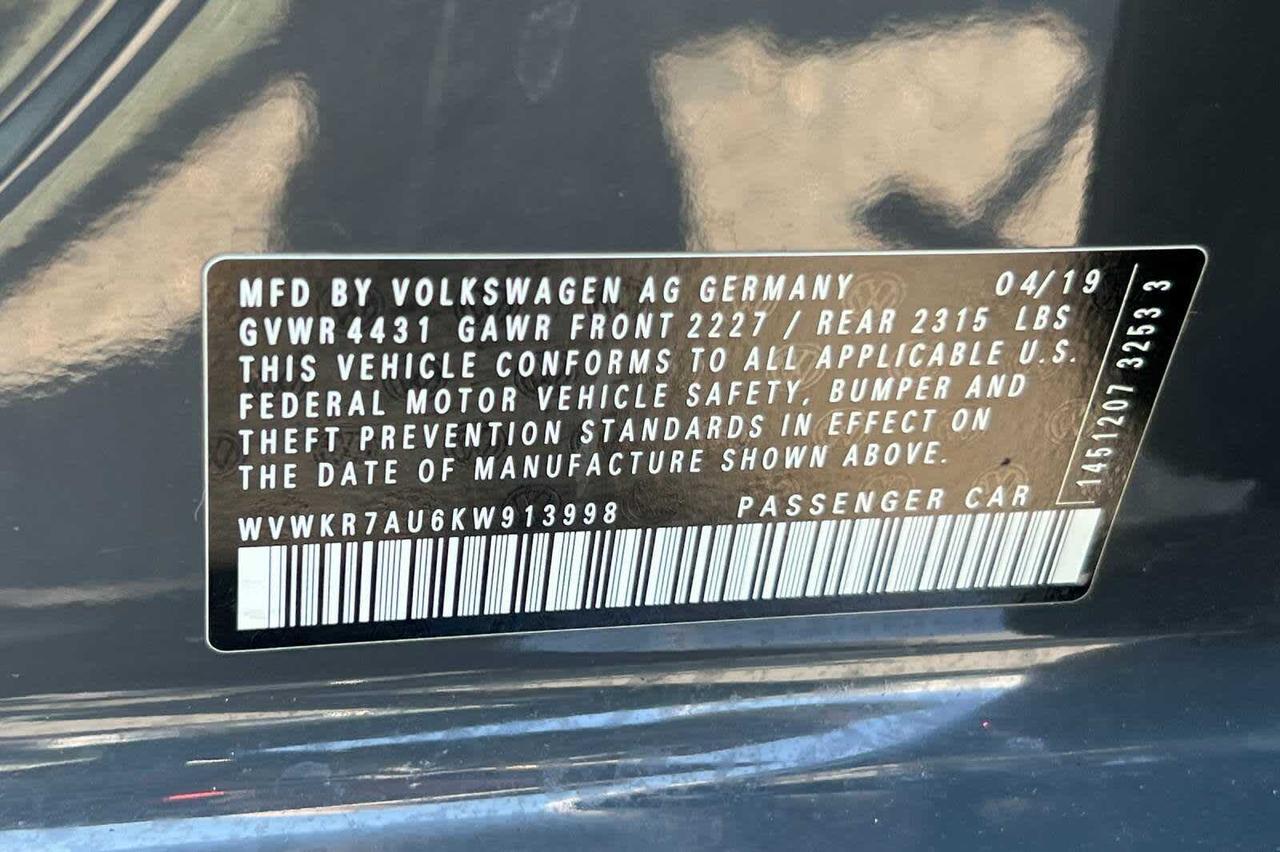 MFD BY VOLKSWAGEN AG GERMANY 04/19
GVWR 4431 GAWR FRONT 2227 / REAR 2315 LBS
THIS VEHICLE CONFORMS TO ALL APPLICABLE U.S.
FEDERAL MOTOR VEHICLE SAFETY, BUMPER AND
THEFT PREVENTION STANDARDS IN EFFECT ON
THE DATE OF MANUFACTURE SHOWN ABOVE.
WVWKR7AU6KW913998 PASSENGER CAR
1451207 3253 3